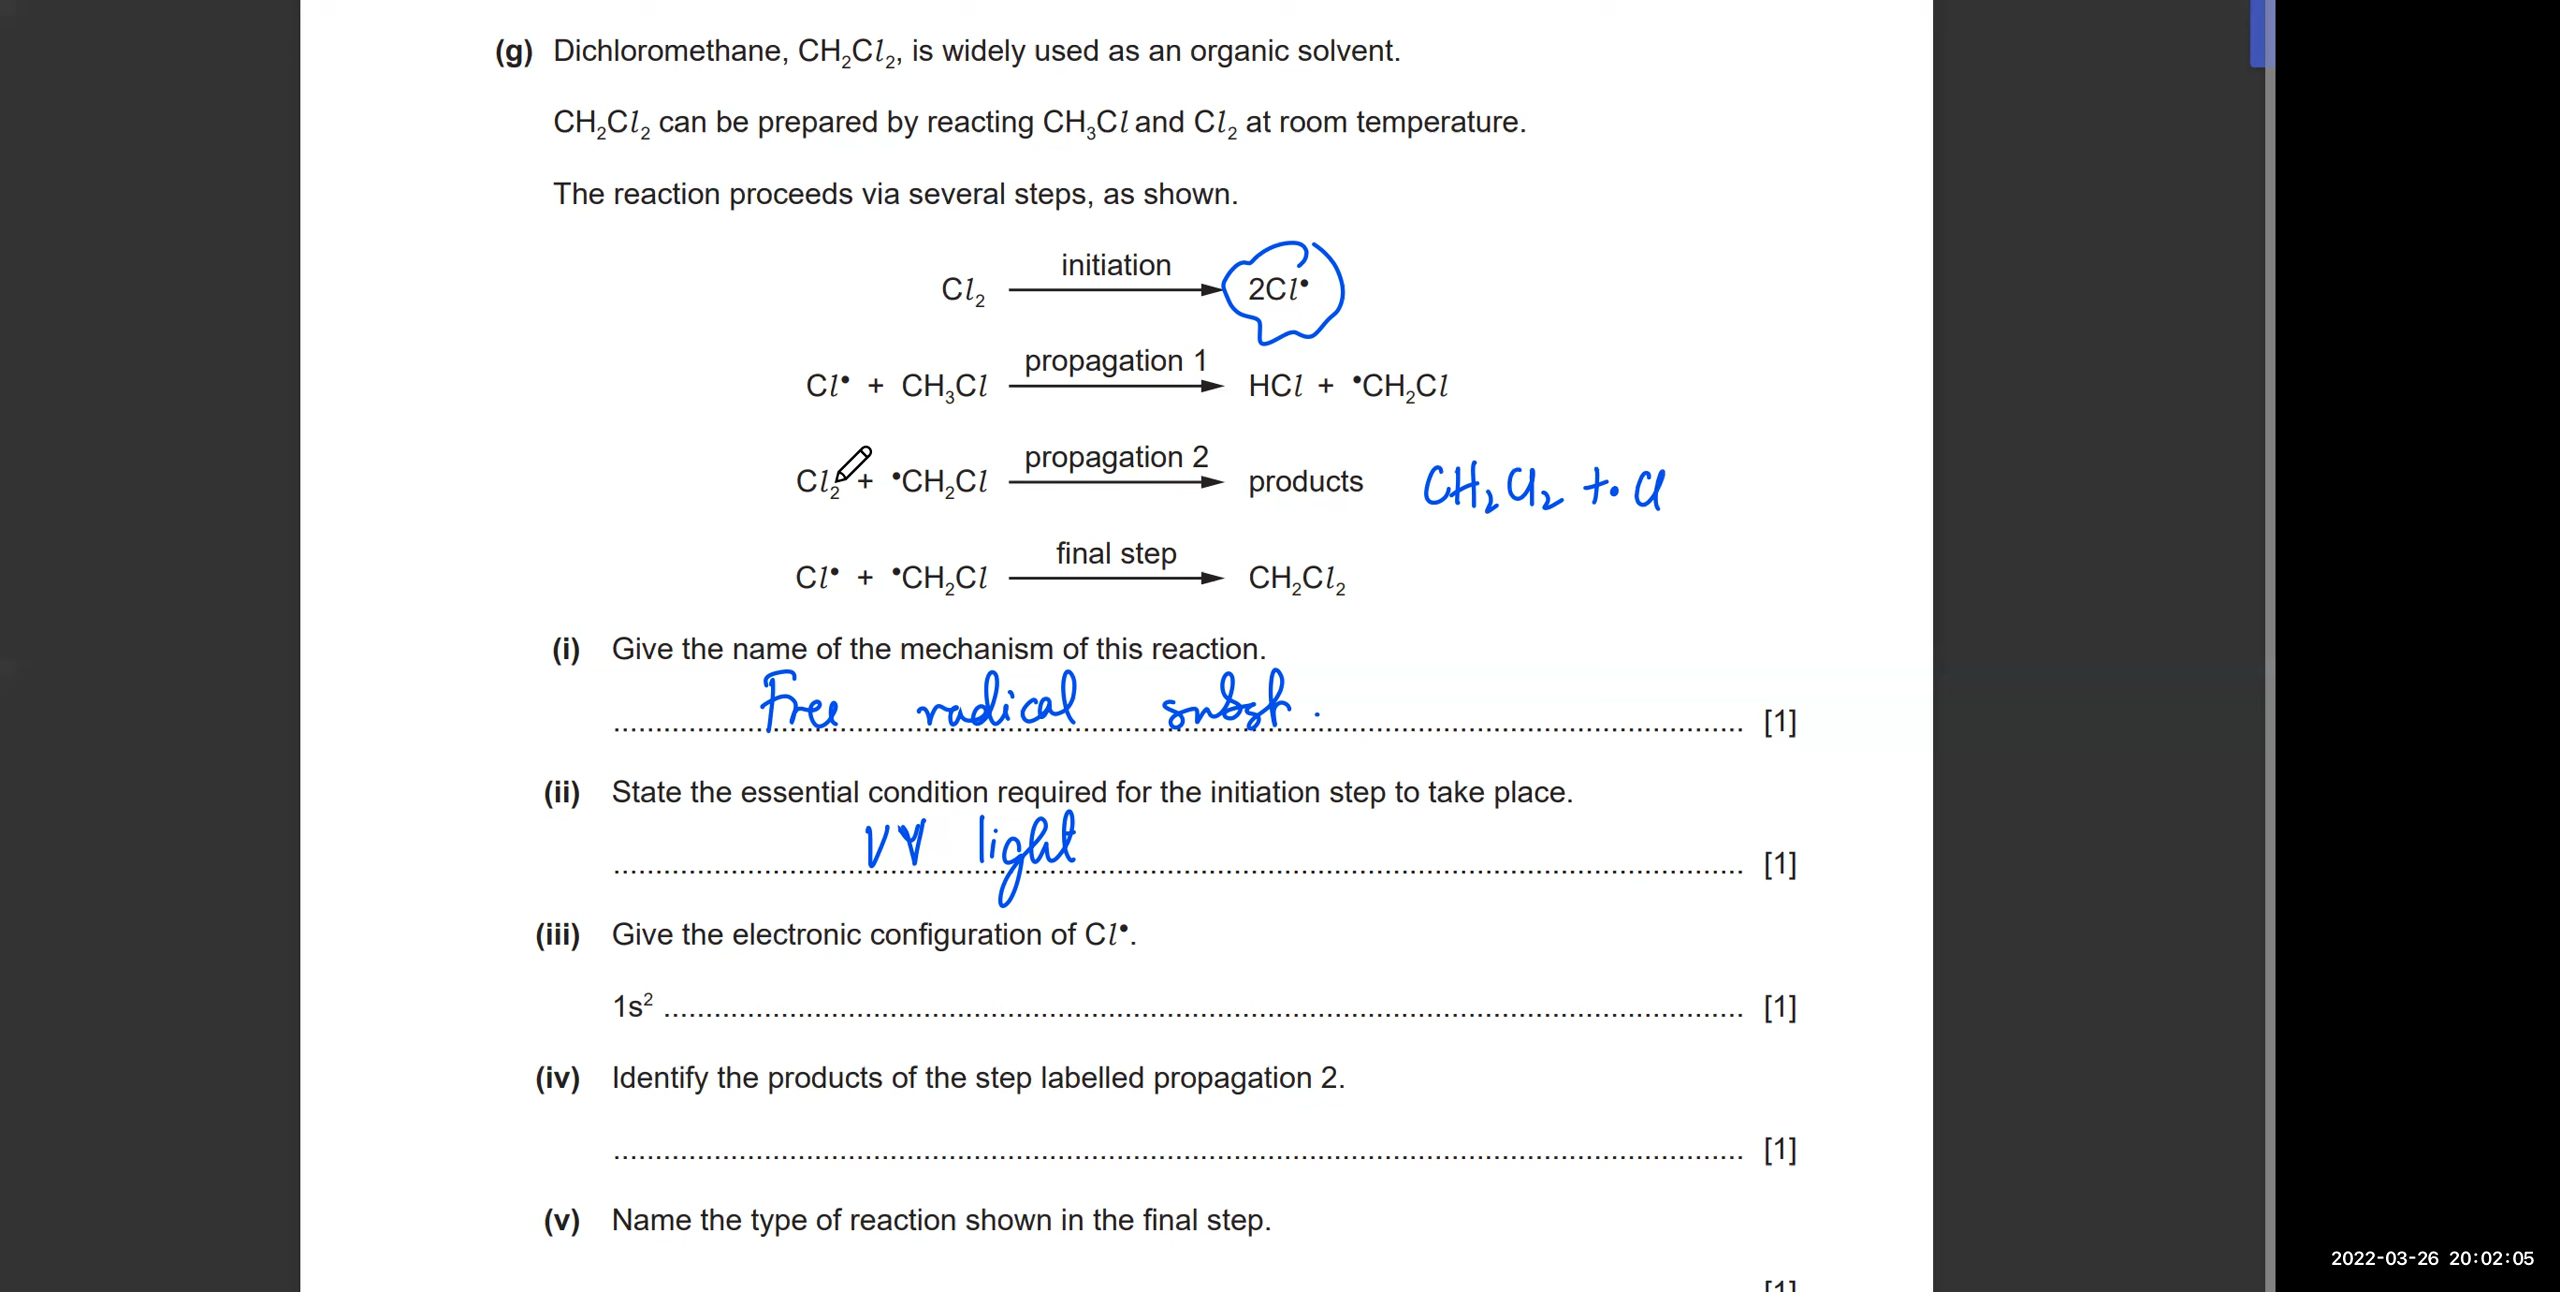 (g) Dichloromethane, CH₂Cl₂, is widely used as an organic solvent.
CH₂Cl₂ can be prepared by reacting CH₃Cl and Cl₂ at room temperature.
The reaction proceeds via several steps, as shown.
initiation
Cl₂ → 2Cl•
propagation 1
Cl• + CH₃Cl → HCl + •CH₂Cl
propagation 2
Cl₂ + •CH₂Cl → products CH₂Cl₂ + •Cl
final step
Cl• + •CH₂Cl → CH₂Cl₂
(i) Give the name of the mechanism of this reaction.
Free radical subst. [1]
(ii) State the essential condition required for the initiation step to take place.
light [1]
(iii) Give the electronic configuration of Cl•.
1s² [1]
(iv) Identify the products of the step labelled propagation 2.
[1]
(v) Name the type of reaction shown in the final step.
2022-03-26 20:02:05